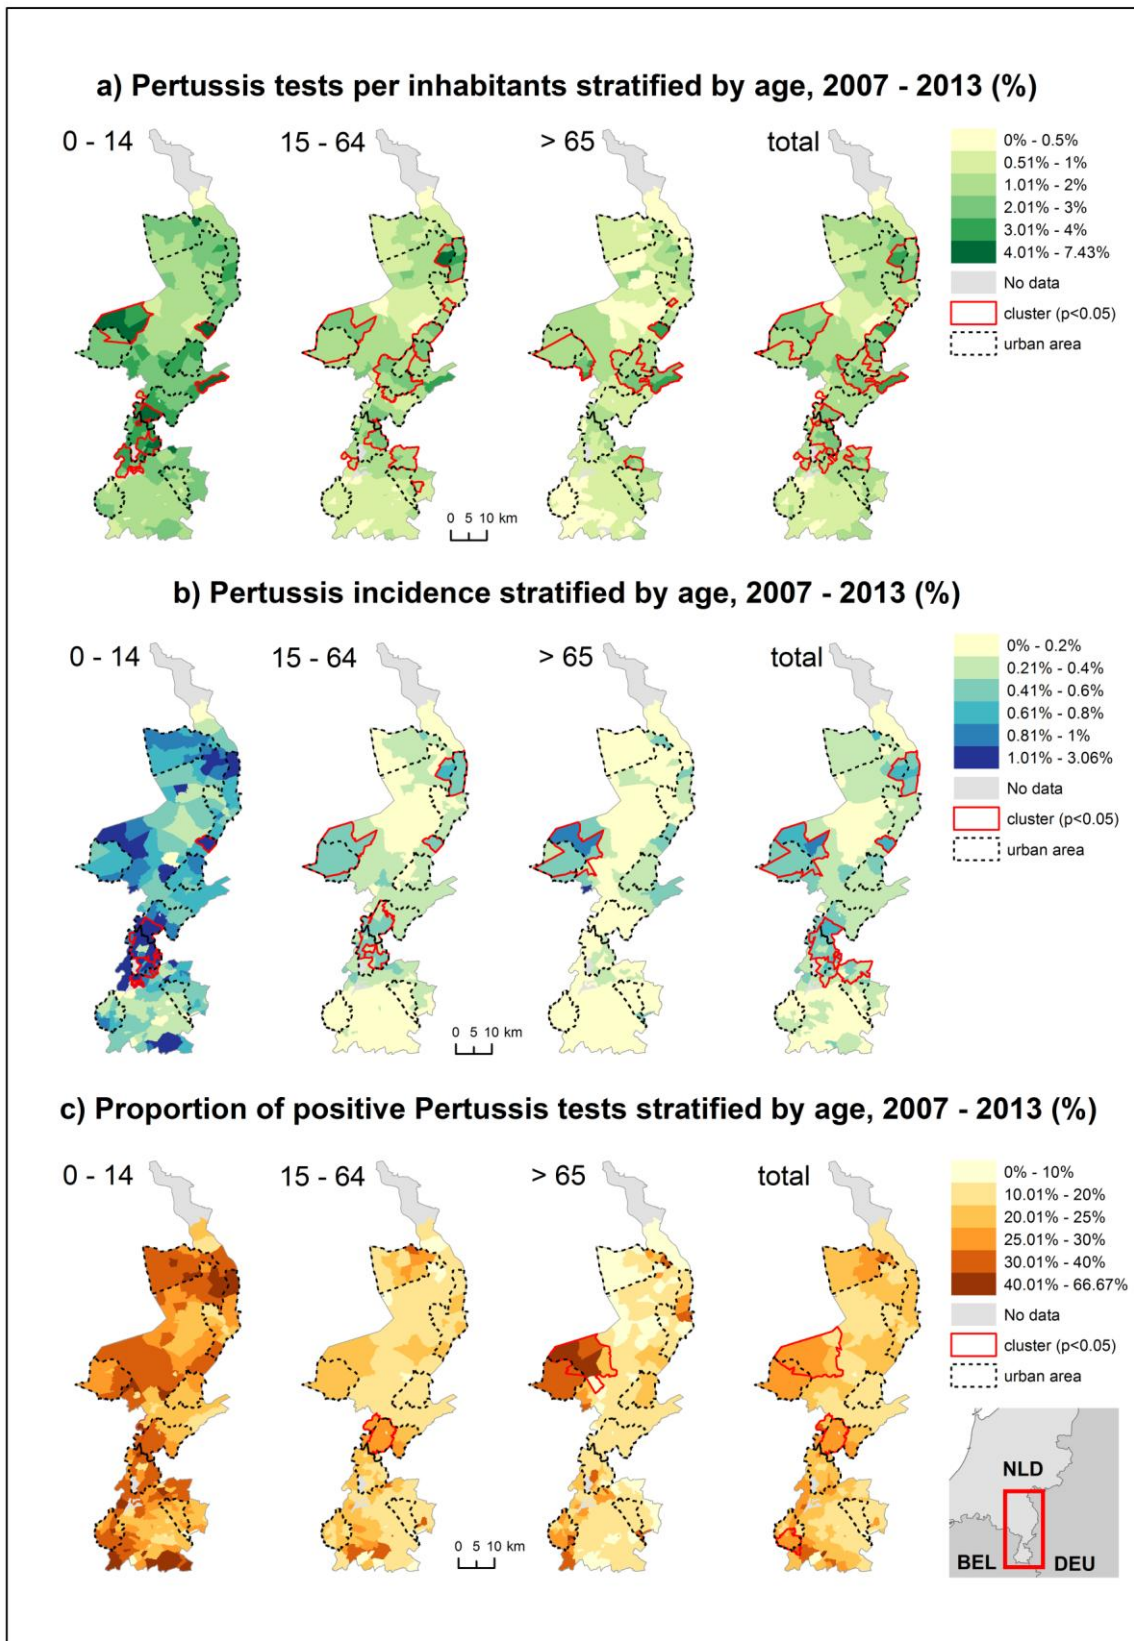 a) Pertussis tests per inhabitants stratified by age, 2007 - 2013 (%)
0 - 14
15 - 64
> 65
total
0% - 0.5%
0.51% - 1%
1.01% - 2%
2.01% - 3%
3.01% - 4%
4.01% - 7.43%
No data
cluster (p<0.05)
urban area
0 5 10 km
b) Pertussis incidence stratified by age, 2007 - 2013 (%)
0 - 14
15 - 64
> 65
total
0% - 0.2%
0.21% - 0.4%
0.41% - 0.6%
0.61% - 0.8%
0.81% - 1%
1.01% - 3.06%
No data
cluster (p<0.05)
urban area
0 5 10 km
c) Proportion of positive Pertussis tests stratified by age, 2007 - 2013 (%)
0 - 14
15 - 64
> 65
total
0% - 10%
10.01% - 20%
20.01% - 25%
25.01% - 30%
30.01% - 40%
40.01% - 66.67%
No data
cluster (p<0.05)
urban area
0 5 10 km
NLD
BEL
DEU